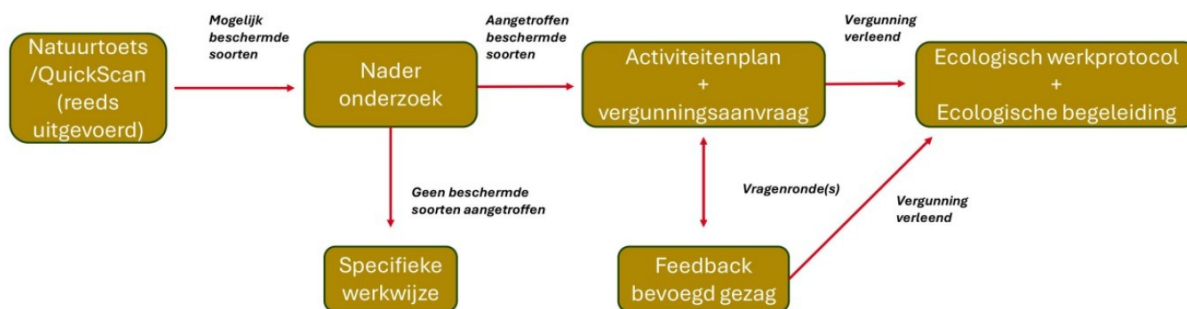 Natuurtoets
/QuickScan
(reeds
uitgevoerd)
Mogelijk
beschermde
soorten
Nader
onderzoek
Aangetroffen
beschermde
soorten
Activiteitenplan
+
vergunningsaanvraag
Vergunning
verleend
Ecologisch werkprotocol
+
Ecologische begeleiding
Geen beschermde
soorten aangetroffen
Vragenronde(s)
Vergunning
verleend
Specifieke
werkwijze
Feedback
bevoegd gezag